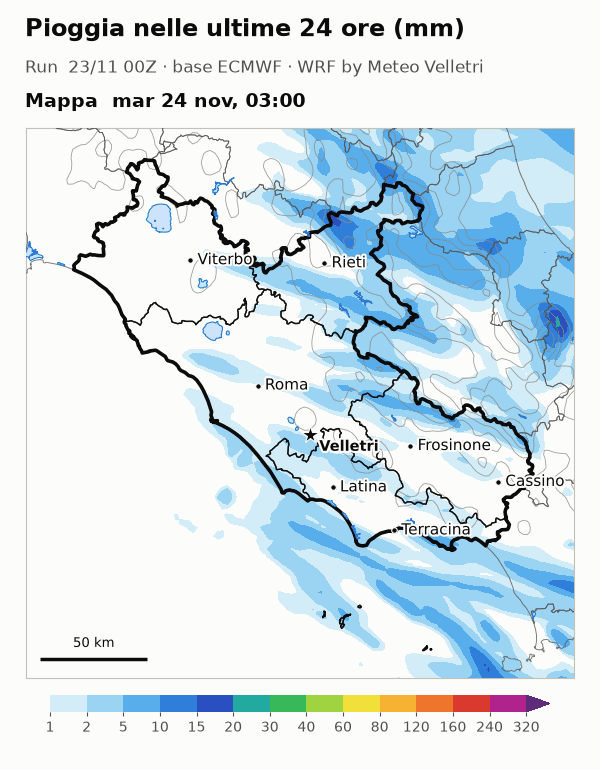 Pioggia nelle ultime 24 ore (mm)
Run  23/11 00Z · base ECMWF · WRF by Meteo Velletri
Mappa  mar 24 nov, 03:00
Viterbo
Rieti
Roma
Velletri
Frosinone
Cassino
Latina
Terracina
50 km
1 2 5 10 15 20 30 40 60 80 120 160 240 320